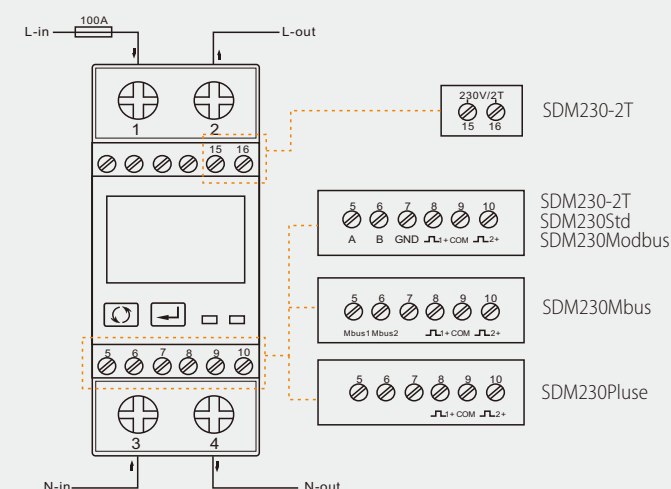 100A
L-in
L-out
1
2
15 16
5 6 7 8 9 10
3
4
N-in
N-out
230V/2T
15 16
SDM230-2T
5 6 7 8 9 10
A B GND 1+ COM 2+
SDM230-2T
SDM230Std
SDM230Modbus
5 6 7 8 9 10
Mbus1 Mbus2 1+ COM 2+
SDM230Mbus
5 6 7 8 9 10
1+ COM 2+
SDM230Pluse